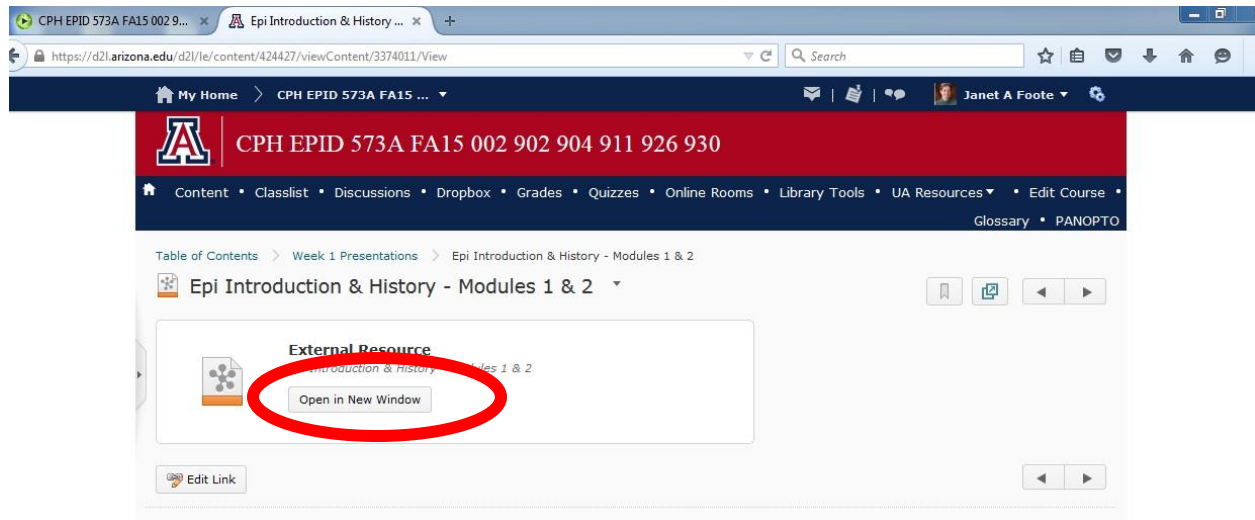 CPH EPID 573A FA15 002 9... × Epi Introduction & History ... × +
https://d2l.arizona.edu/d2l/le/content/424427/viewContent/3374011/View Search
My Home CPH EPID 573A FA15 ... Janet A Foote
A CPH EPID 573A FA15 002 902 904 911 926 930
Content • Classlist • Discussions • Dropbox • Grades • Quizzes • Online Rooms • Library Tools • UA Resources • Edit Course •
Glossary • PANOPTO
Table of Contents > Week 1 Presentations > Epi Introduction & History - Modules 1 & 2
Epi Introduction & History - Modules 1 & 2
External Resource
Introduction & History 1 & 2
Open in New Window
Edit Link